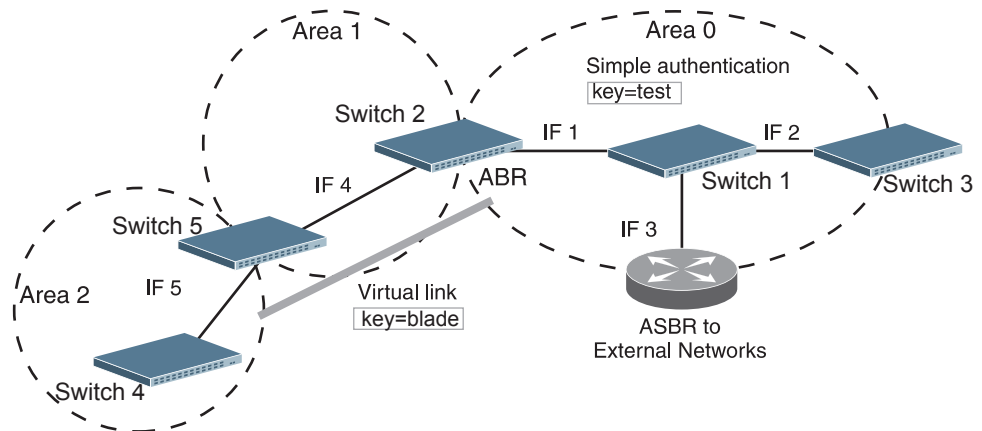 Area 1
Area 0
Simple authentication
key=test
Switch 2
IF 1
IF 2
ABR
Switch 1
Switch 3
IF 4
Switch 5
IF 3
Area 2
IF 5
Virtual link
key=blade
ASBR to
External Networks
Switch 4